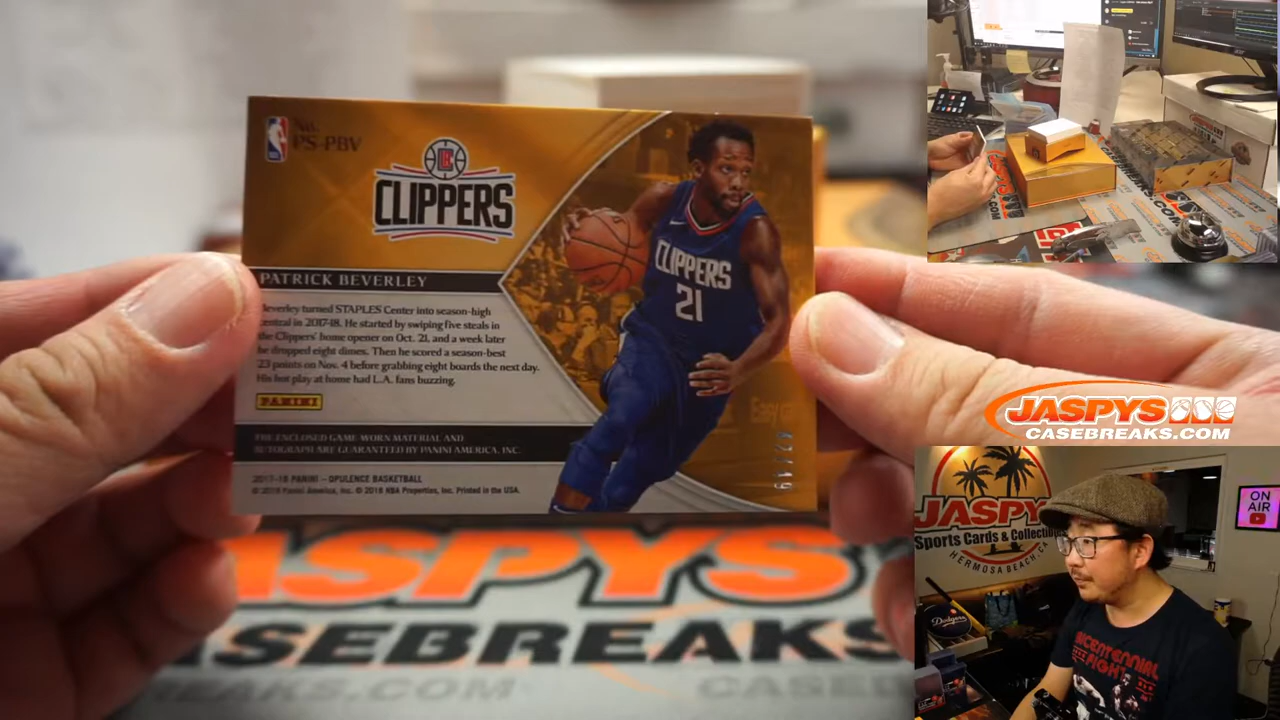 No.
PS-PBV
CLIPPERS
PATRICK BEVERLEY
Beverley turned STAPLES Center into season-high
central in 2017-18. He started by swiping five steals in
the Clippers' home opener on Oct. 21, and a week later
he dropped eight dimes. Then he scored a season-best
23 points on Nov. 4 before grabbing eight boards the next day.
His hot play at home had L.A. fans buzzing.
PANINI
THE ENCLOSED GAME-WORN MATERIAL AND
AUTOGRAPH ARE GUARANTEED BY PANINI AMERICA, INC.
2017-18 PANINI – OPULENCE BASKETBALL
© 2018 Panini America, Inc. © 2018 NBA Properties, Inc. Printed in the USA.
CLIPPERS
21
JASPYS
CASEBREAKS
JASPYS
CASEBREAKS.COM
JASPY
Sports Cards & Collectib
HERMOSA BEACH, CA
ON
AIR
Dodgers